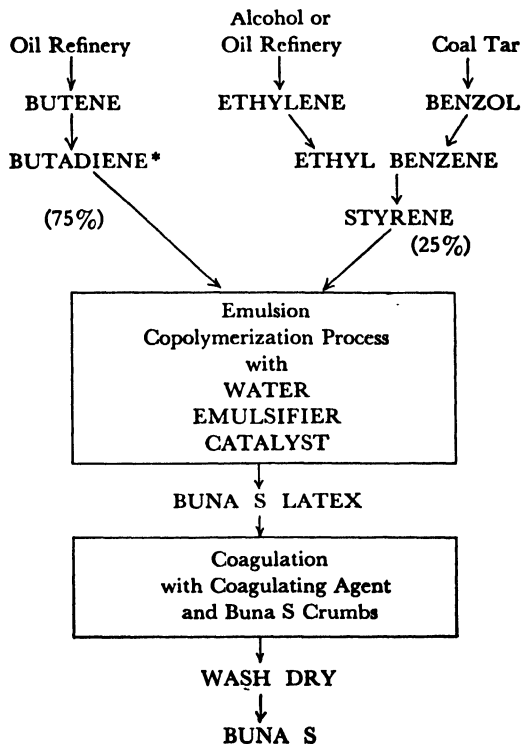 Alcohol or
Oil Refinery Oil Refinery Coal Tar
BUTENE ETHYLENE BENZOL
BUTADIENE* ETHYL BENZENE
(75%) STYRENE
(25%)
Emulsion
Copolymerization Process
with
WATER
EMULSIFIER
CATALYST
BUNA S LATEX
Coagulation
with Coagulating Agent
and Buna S Crumbs
WASH DRY
BUNA S